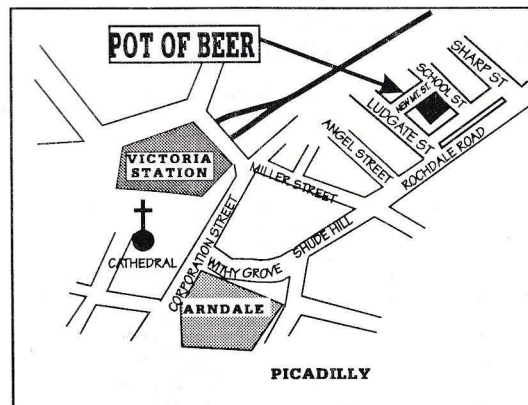 POT OF BEER
SHARP ST
SCHOOL ST
NEW MT. ST.
LUDGATE ST
ANGEL STREET
ROCHDALE ROAD
VICTORIA
STATION
MILLER STREET
SHUDE HILL
CORPORATION STREET
WITHY GROVE
CATHEDRAL
ARNDALE
PICADILLY